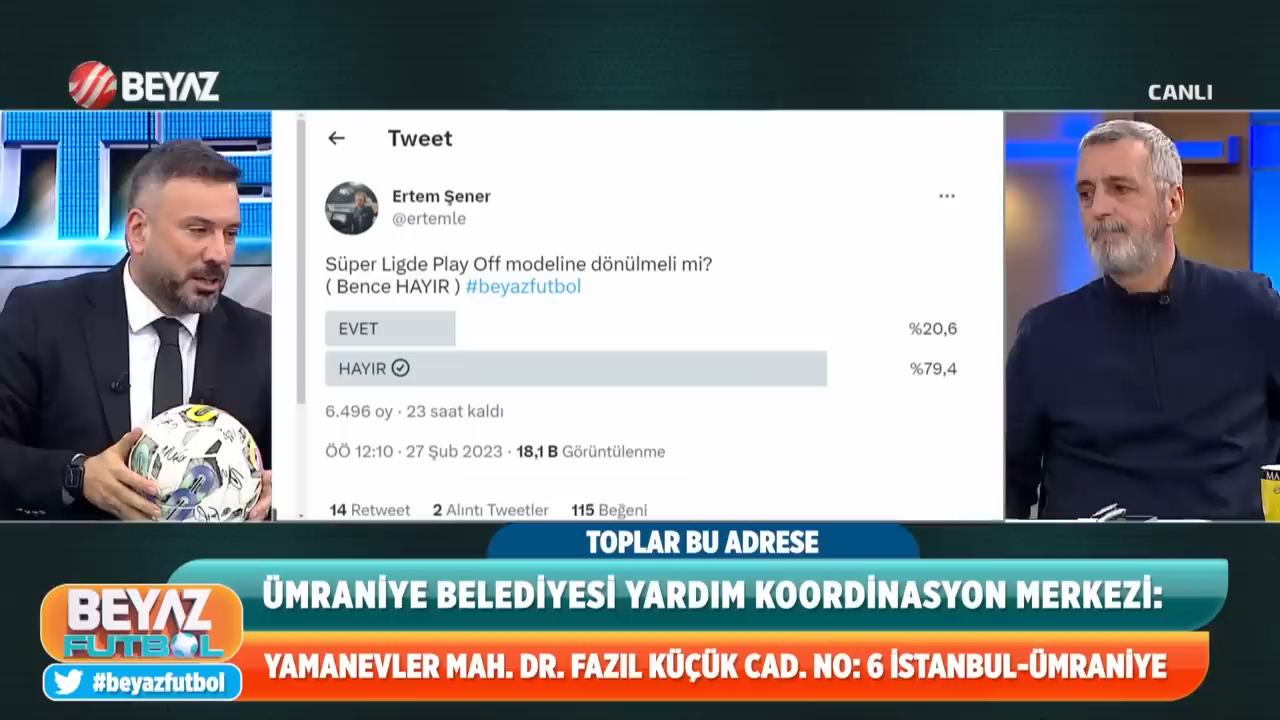 BEYAZ
CANLI
Tweet
Ertem Şener
@ertemle
Süper Ligde Play Off modeline dönülmeli mi?
( Bence HAYIR ) #beyazfutbol
EVET %20,6
HAYIR %79,4
6.496 oy · 23 saat kaldı
ÖÖ 12:10 · 27 Şub 2023 · 18,1 B Görüntülenme
14 Retweet 2 Alıntı Tweetler 115 Beğeni
TOPLAR BU ADRESE
ÜMRANİYE BELEDİYESİ YARDIM KOORDİNASYON MERKEZİ:
YAMANEVLER MAH. DR. FAZIL KÜÇÜK CAD. NO: 6 İSTANBUL-ÜMRANİYE
BEYAZ
FUTBOL
#beyazfutbol